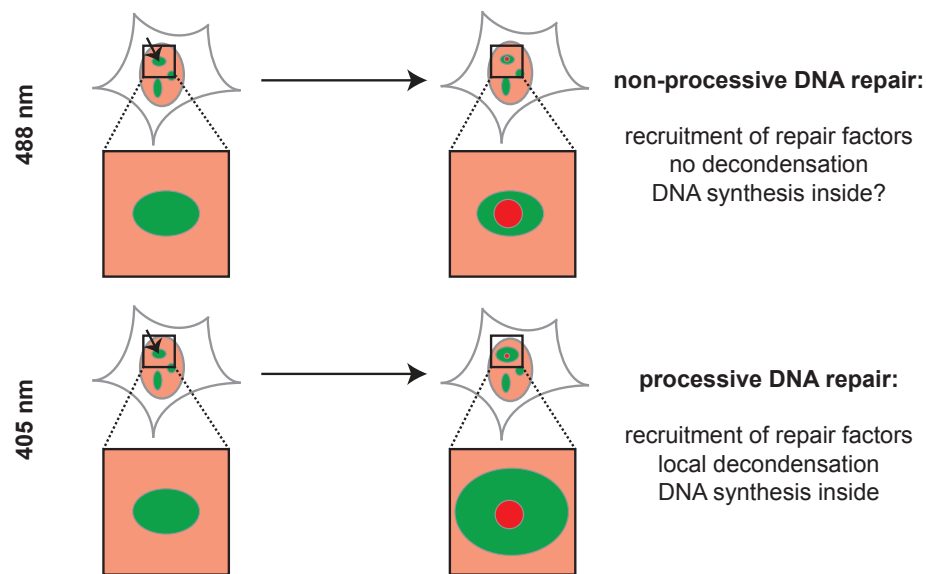 488 nm
non-processive DNA repair:
recruitment of repair factors
no decondensation
DNA synthesis inside?
405 nm
processive DNA repair:
recruitment of repair factors
local decondensation
DNA synthesis inside